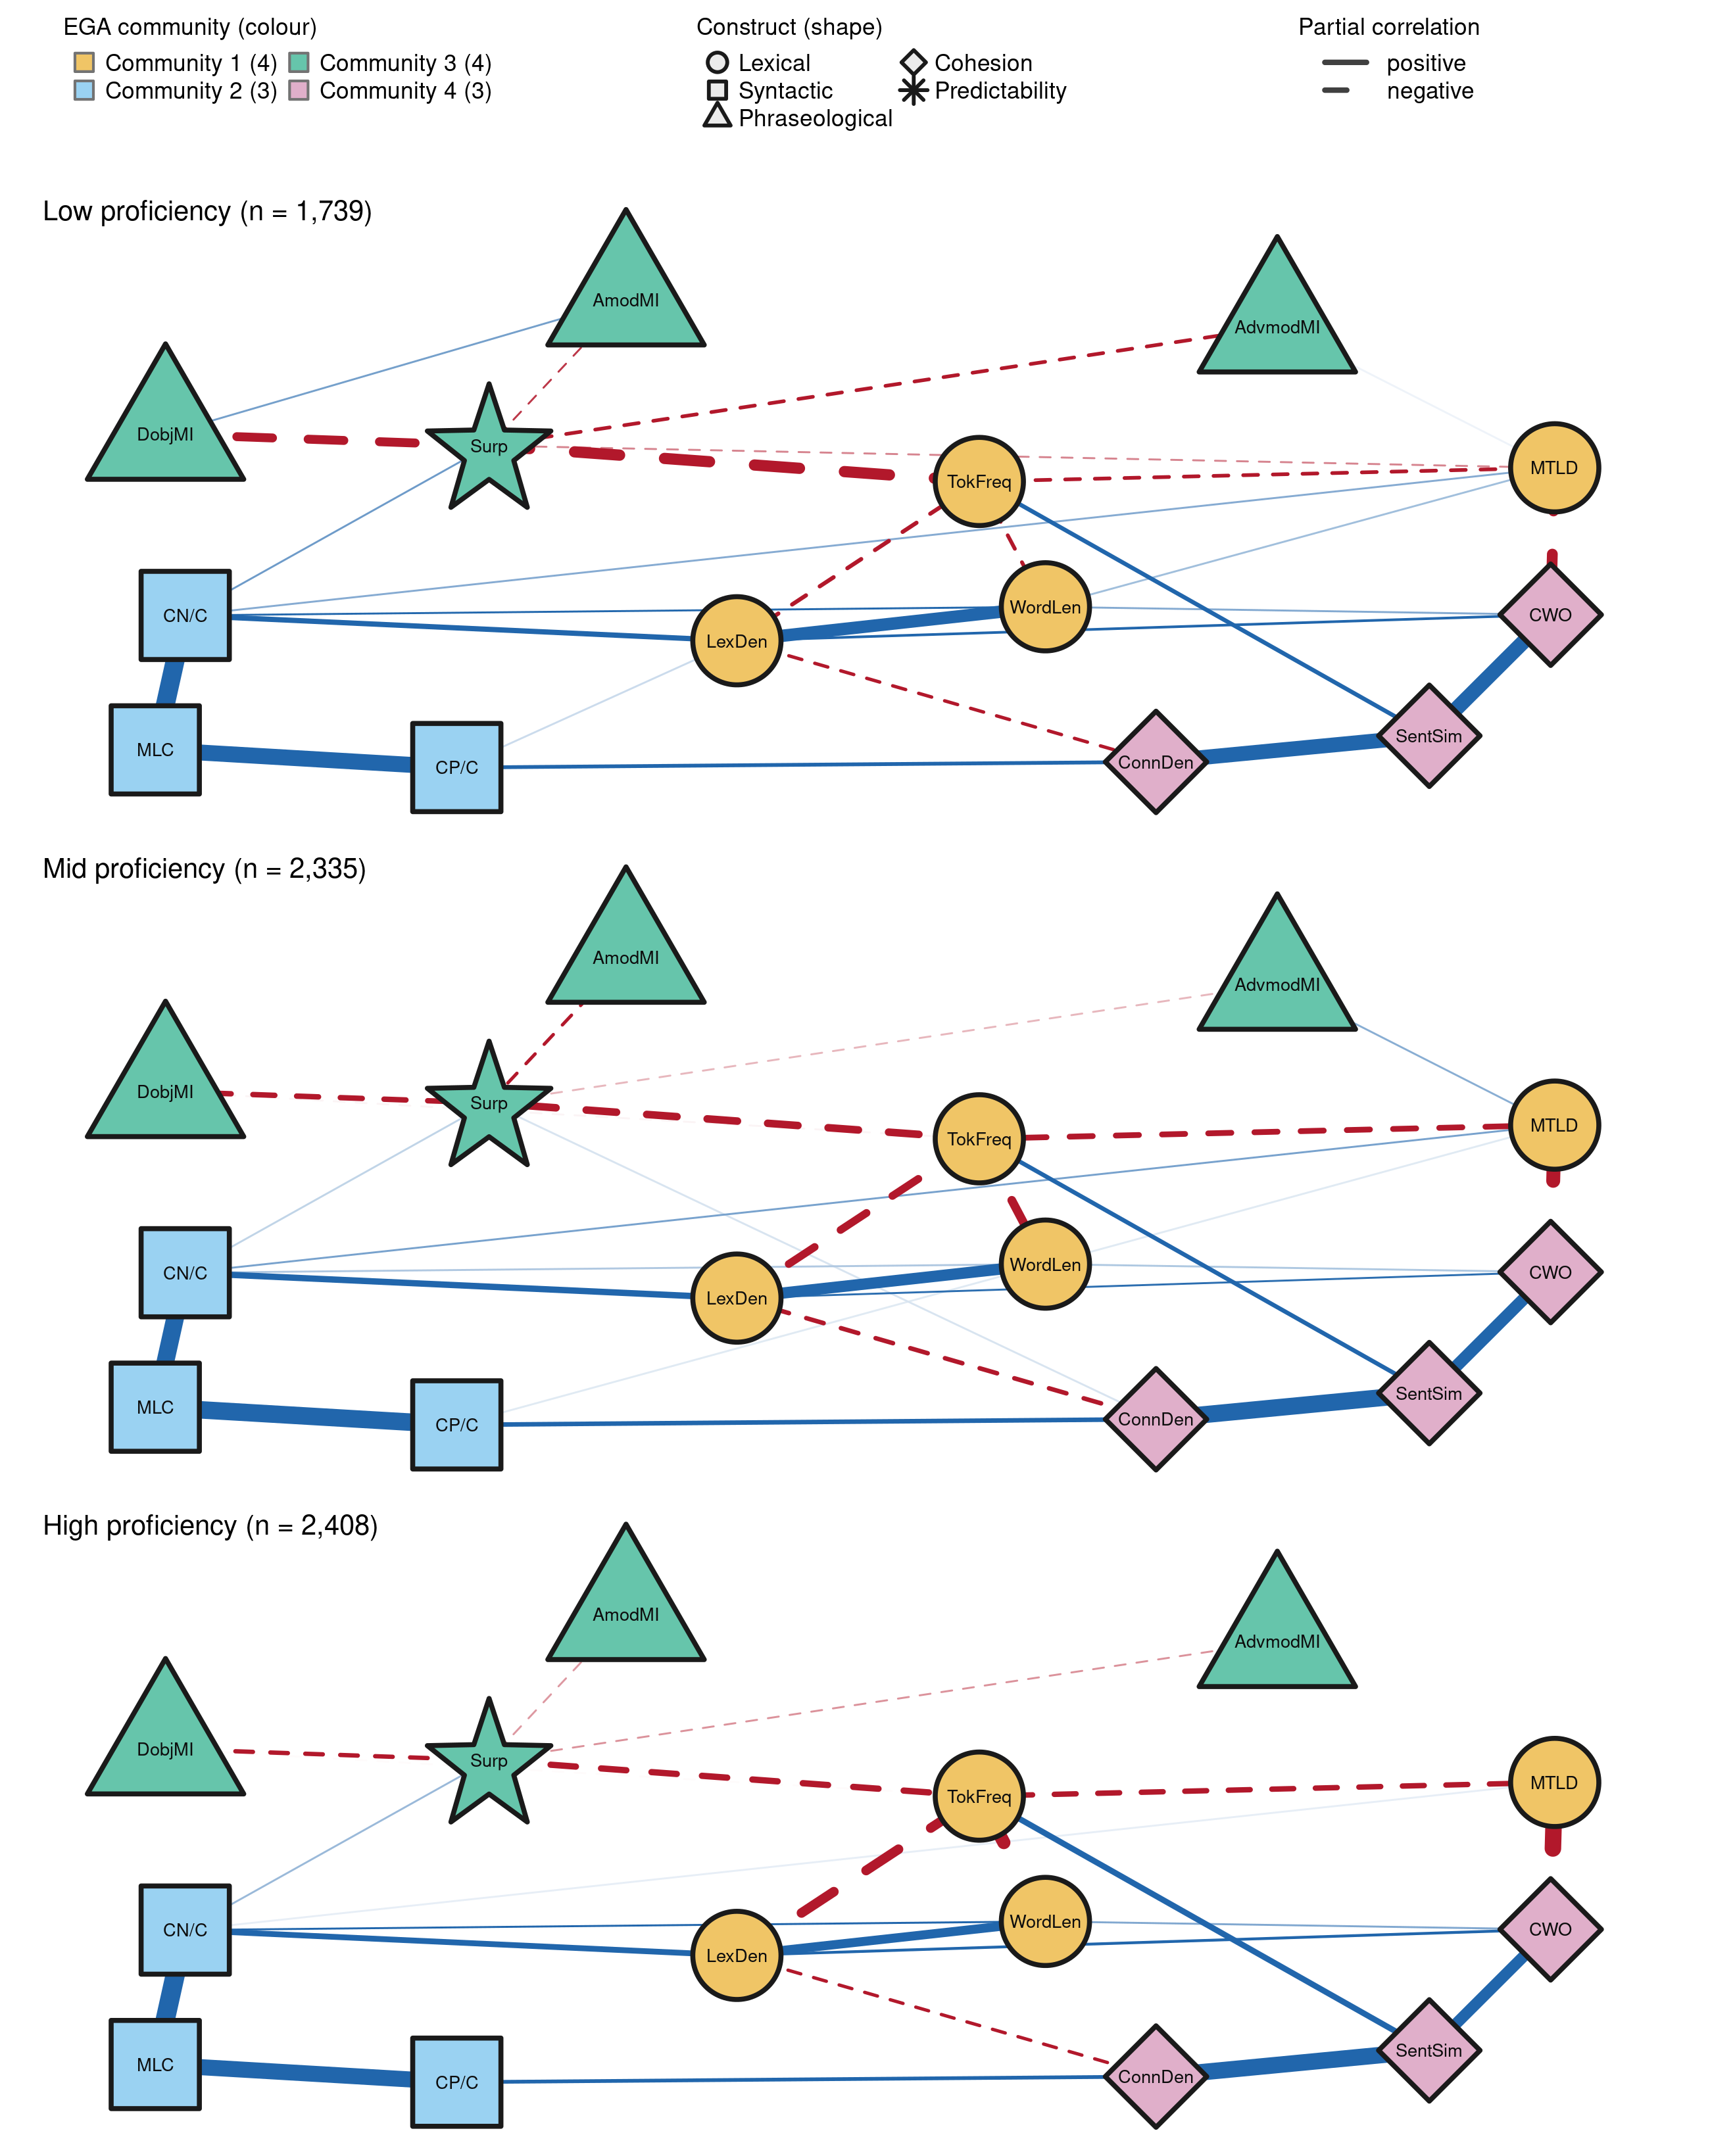 EGA community (colour)
Construct (shape)
Partial correlation
Community 1 (4)
Community 3 (4)
Lexical
Cohesion
positive
Community 2 (3)
Community 4 (3)
Syntactic
Predictability
negative
Phraseological
Low proficiency (n = 1,739)
AmodMI
AdvmodMI
DobjMI
Surp
MTLD
TokFreq
WordLen
CN/C
CWO
LexDen
SentSim
MLC
ConnDen
CP/C
Mid proficiency (n = 2,335)
AmodMI
AdvmodMI
DobjMI
Surp
MTLD
TokFreq
WordLen
CN/C
CWO
LexDen
SentSim
MLC
ConnDen
CP/C
High proficiency (n = 2,408)
AmodMI
AdvmodMI
DobjMI
Surp
MTLD
TokFreq
WordLen
CN/C
CWO
LexDen
SentSim
MLC
ConnDen
CP/C